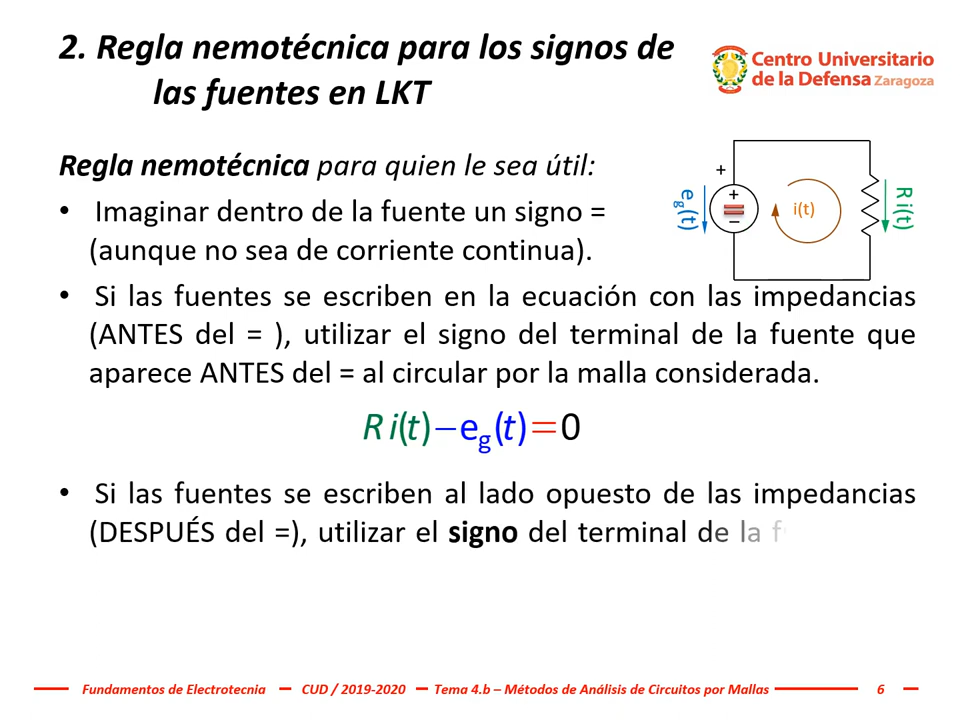 2. Regla nemotécnica para los signos de
las fuentes en LKT
Centro Universitario
de la Defensa Zaragoza
Regla nemotécnica para quien le sea útil:
• Imaginar dentro de la fuente un signo =
(aunque no sea de corriente continua).
+
+
−
eg(t)
i(t)
R i(t)
• Si las fuentes se escriben en la ecuación con las impedancias
(ANTES del = ), utilizar el signo del terminal de la fuente que
aparece ANTES del = al circular por la malla considerada.
R i(t)−eg(t)=0
• Si las fuentes se escriben al lado opuesto de las impedancias
(DESPUÉS del =), utilizar el signo del terminal de la
Fundamentos de Electrotecnia — CUD / 2019-2020 — Tema 4.b – Métodos de Análisis de Circuitos por Mallas 6